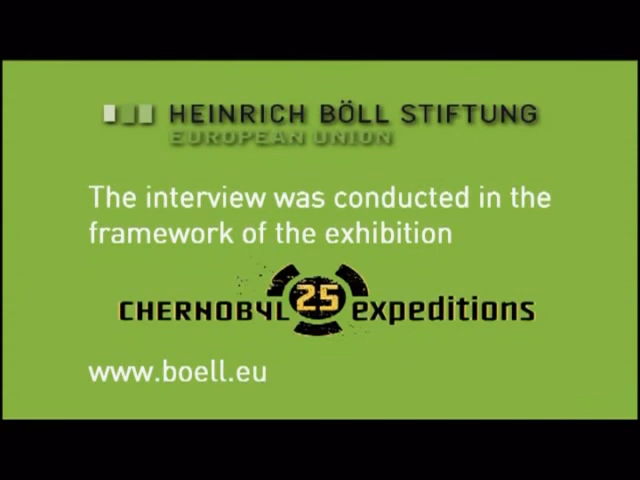 HEINRICH BÖLL STIFTUNG
EUROPEAN UNION
The interview was conducted in the
framework of the exhibition
CHERNOBYL 25 expeditions
www.boell.eu